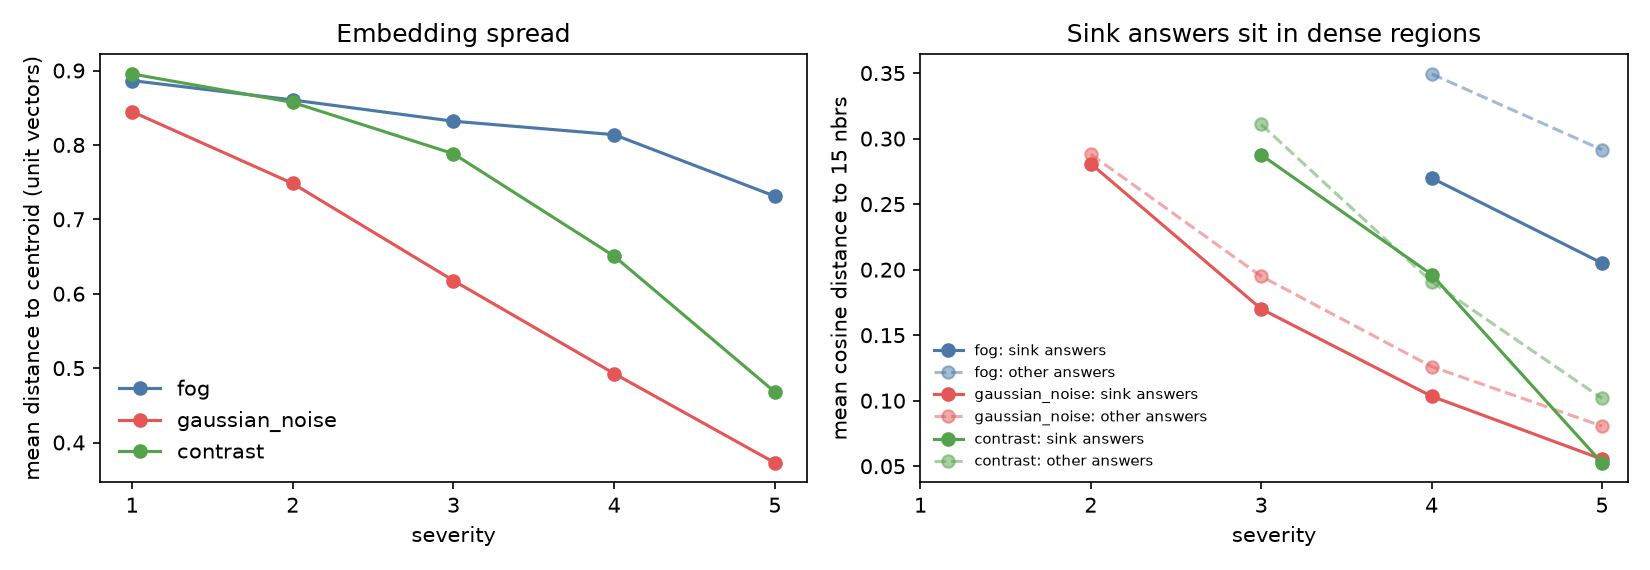 Embedding spread
mean distance to centroid (unit vectors)
0.9
0.8
0.7
0.6
0.5
0.4
fog
gaussian_noise
contrast
1 2 3 4 5
severity
Sink answers sit in dense regions
mean cosine distance to 15 nbrs
0.35
0.30
0.25
0.20
0.15
0.10
0.05
fog: sink answers
fog: other answers
gaussian_noise: sink answers
gaussian_noise: other answers
contrast: sink answers
contrast: other answers
1 2 3 4 5
severity